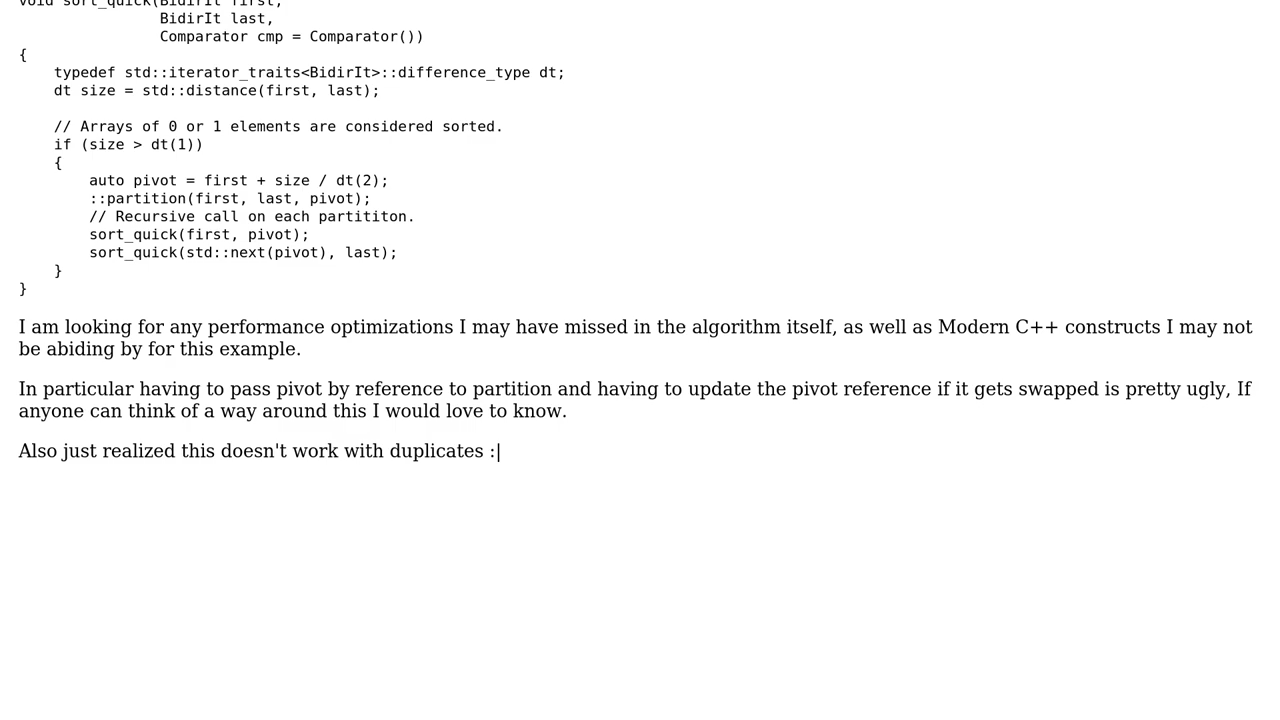 void sort_quick(BidirIt first,
BidirIt last,
Comparator cmp = Comparator())
{
typedef std::iterator_traits<BidirIt>::difference_type dt;
dt size = std::distance(first, last);
// Arrays of 0 or 1 elements are considered sorted.
if (size > dt(1))
{
auto pivot = first + size / dt(2);
::partition(first, last, pivot);
// Recursive call on each partititon.
sort_quick(first, pivot);
sort_quick(std::next(pivot), last);
}
}
I am looking for any performance optimizations I may have missed in the algorithm itself, as well as Modern C++ constructs I may not
be abiding by for this example.
In particular having to pass pivot by reference to partition and having to update the pivot reference if it gets swapped is pretty ugly, If
anyone can think of a way around this I would love to know.
Also just realized this doesn't work with duplicates :|